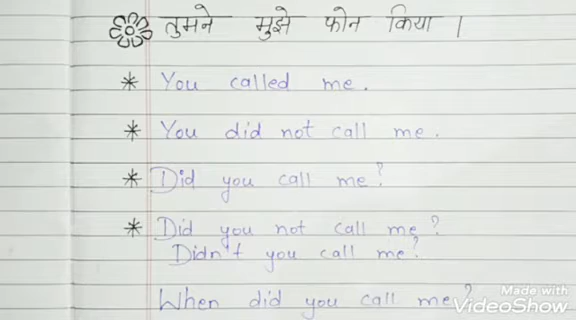 तुमने मुझे फोन किया ।
You called me.
You did not call me.
Did you call me?
Did you not call me?
Didn't you call me?
When did you call me?
Made with
VideoShow